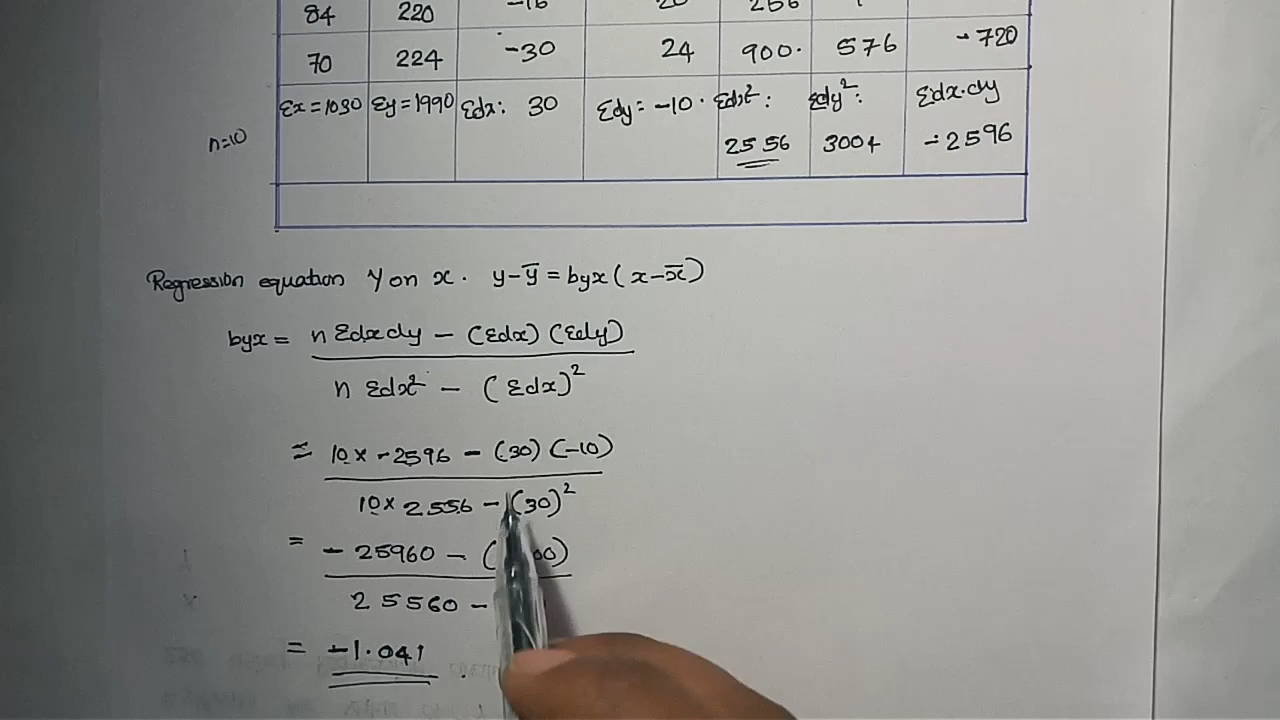 84 220 -16 20 256
70 224 -30 24 900. 576 -720
Σx=1030 Σy=1990 Σdx: 30 Σdy=-10. Σdx²: Σdy²: Σdx.dy
n=10 2556 3004 -2596
Regression equation Y on x. y-ȳ=byx(x-x̄)
byx = nΣdxdy - (Σdx)(Σdy)
nΣdx² - (Σdx)²
= 10x -2596 - (30)(-10)
10x2556 - (30)²
= -25960 - (
25560 -
= -1.041